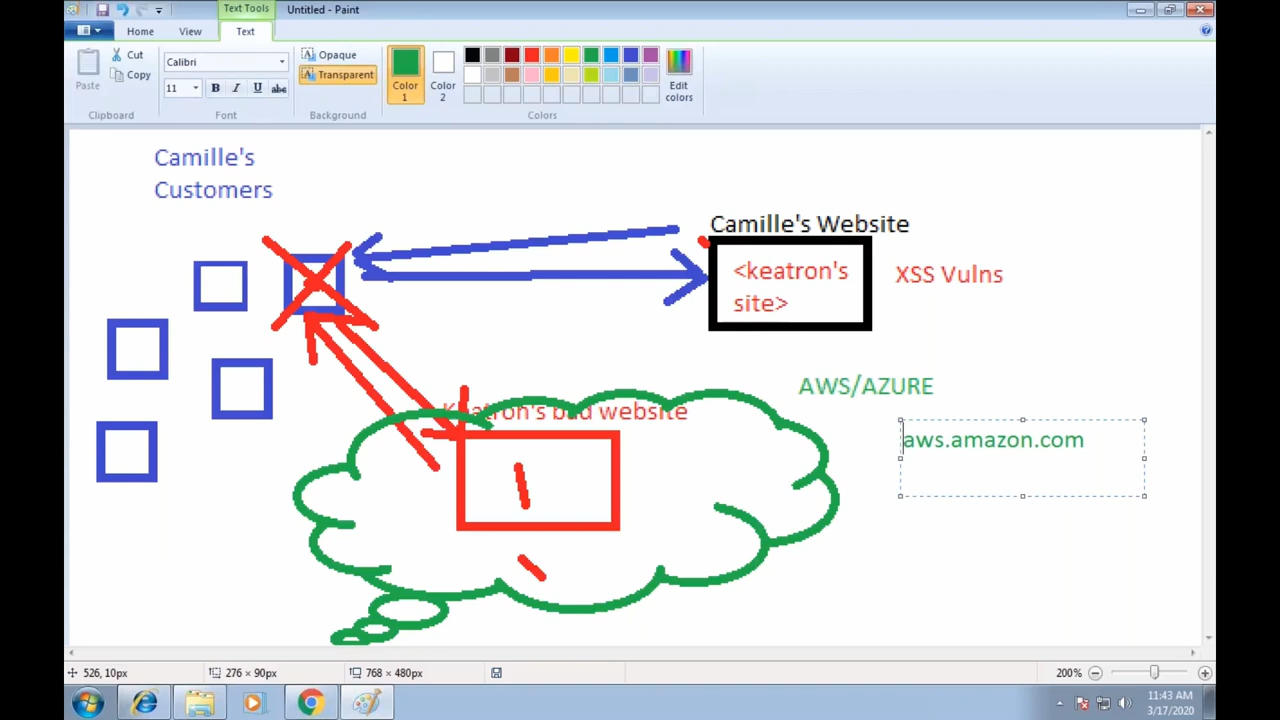 Text Tools
Untitled - Paint
Home
View
Text
Paste
Cut
Copy
Clipboard
Calibri
11
B I U abc
Font
Opaque
Transparent
Background
Color 1
Color 2
Edit colors
Colors
Camille's
Customers
Camille's Website
<keatron's
site>
XSS Vulns
AWS/AZURE
Keatron's bad website
aws.amazon.com
526, 10px
276 × 90px
768 × 480px
200%
11:43 AM
3/17/2020